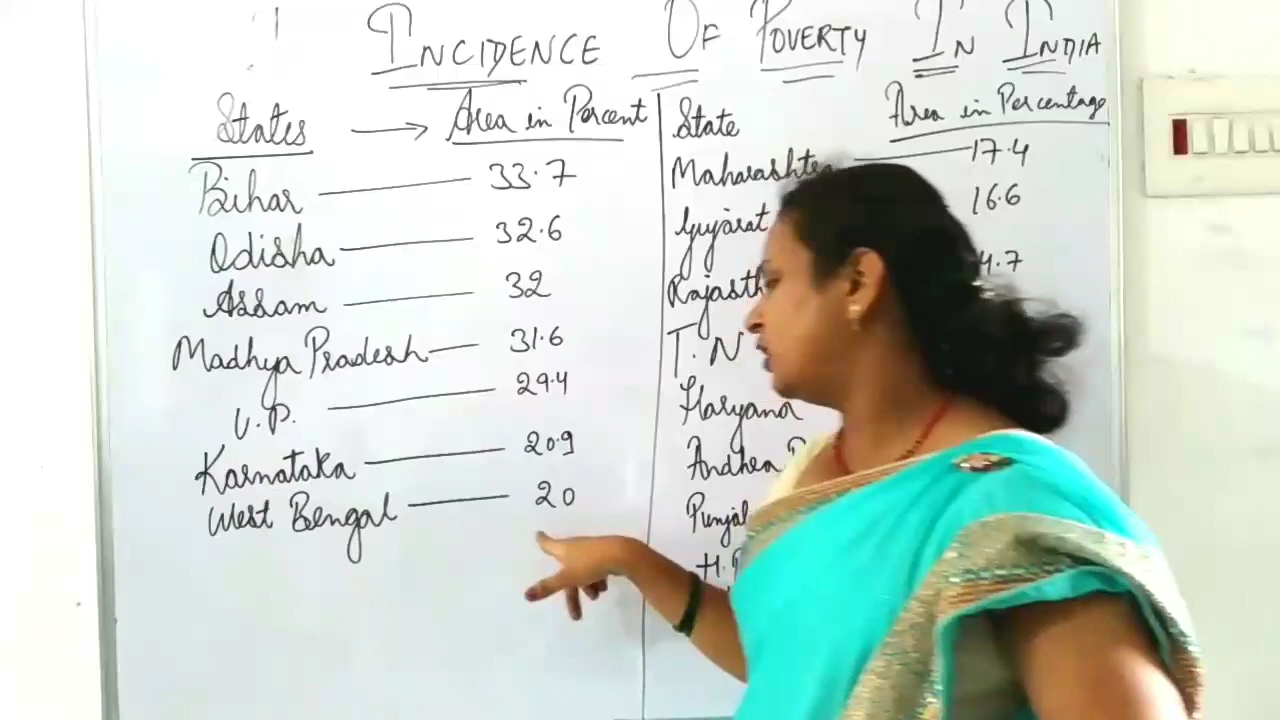 INCIDENCE OF POVERTY IN INDIA
States → Area in Percent
Bihar — 33.7
Odisha — 32.6
Assam — 32
Madhya Pradesh — 31.6
U.P. — 29.4
Karnataka — 20.9
West Bengal — 20
State Area in Percentage
Maharashtra — 17.4
Gujarat 16.6
T.N
Haryana
Andhra